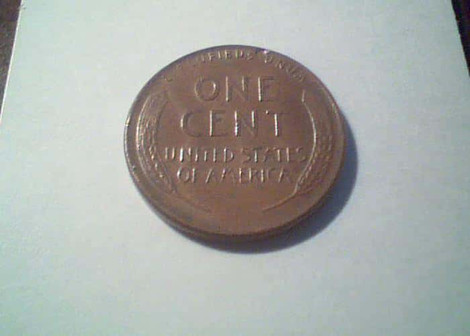 ONE
CENT
UNITED STATES
OF AMERICA